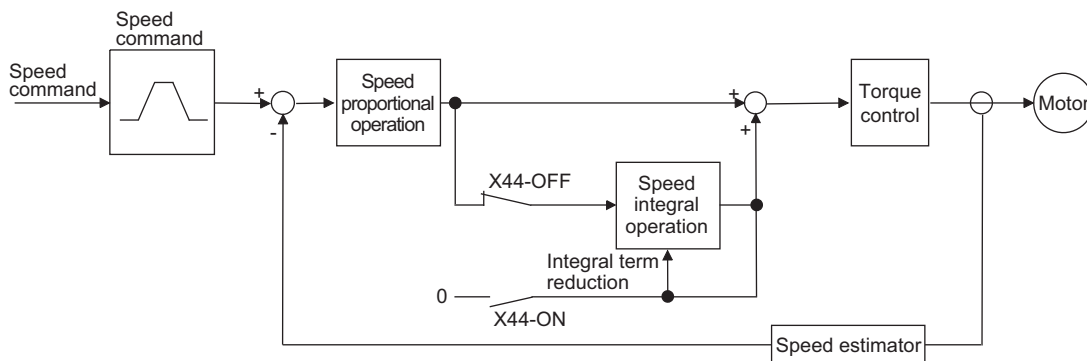 Speed
command
Speed
command
+
-
Speed
proportional
operation
+
+
Torque
control
Motor
X44-OFF
Speed
integral
operation
Integral term
reduction
0
X44-ON
Speed estimator